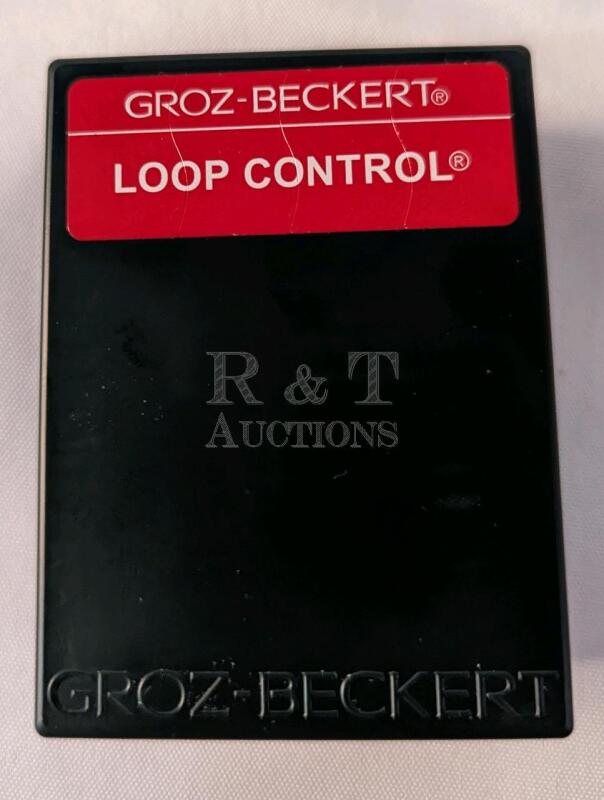 GROZ-BECKERT®
LOOP CONTROL®
R & T
AUCTIONS
GROZ-BECKERT